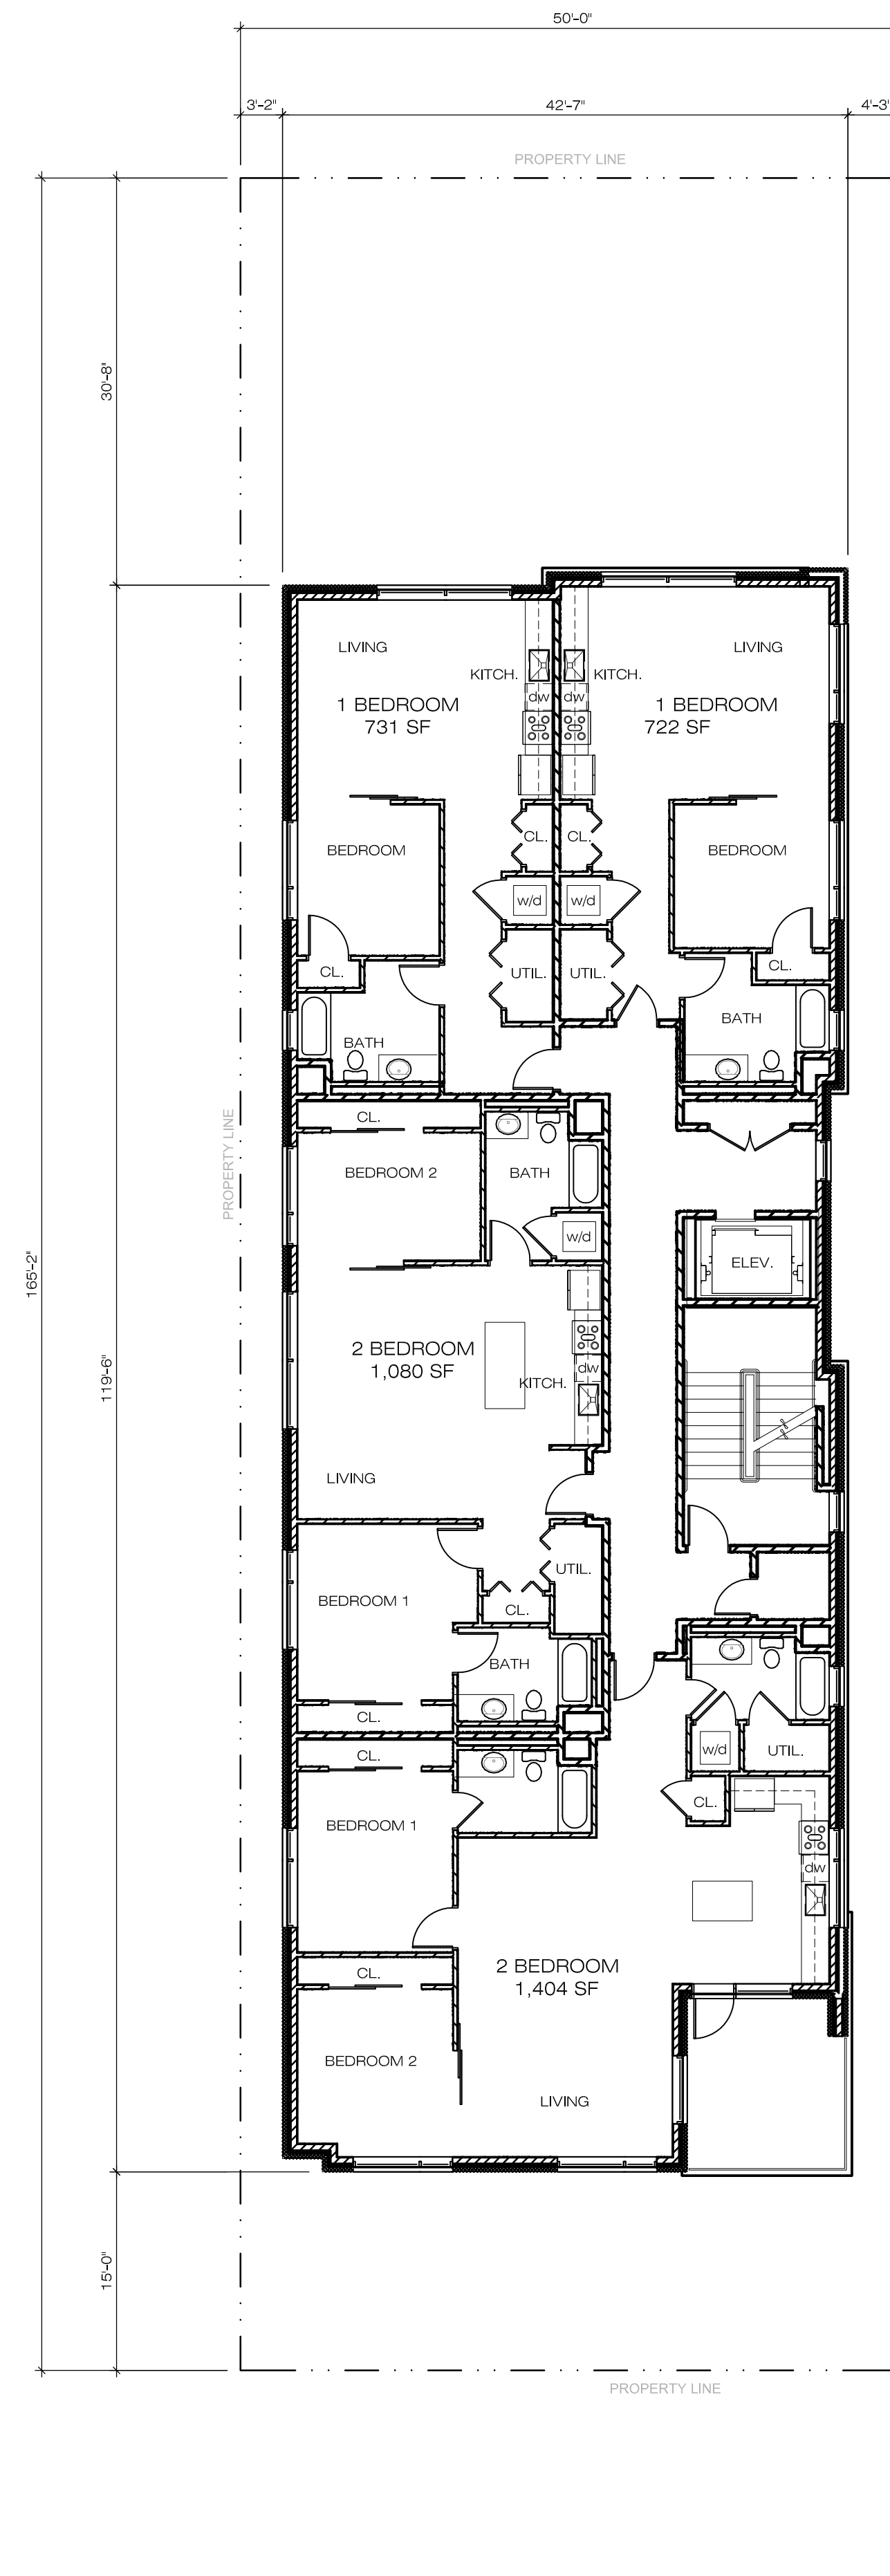 50'-0"
3'-2"
42'-7"
4'-3"
PROPERTY LINE
30'-8"
LIVING
LIVING
KITCH.
KITCH.
1 BEDROOM
731 SF
1 BEDROOM
722 SF
dw
dw
BEDROOM
CL.
CL.
BEDROOM
w/d
w/d
CL.
UTIL.
UTIL.
CL.
BATH
BATH
PROPERTY LINE
CL.
BEDROOM 2
BATH
w/d
ELEV.
165'-2"
119'-6"
2 BEDROOM
1,080 SF
dw
KITCH.
LIVING
UTIL.
BEDROOM 1
CL.
BATH
CL.
w/d
UTIL.
CL.
CL.
BEDROOM 1
dw
2 BEDROOM
1,404 SF
CL.
BEDROOM 2
LIVING
15'-0"
PROPERTY LINE